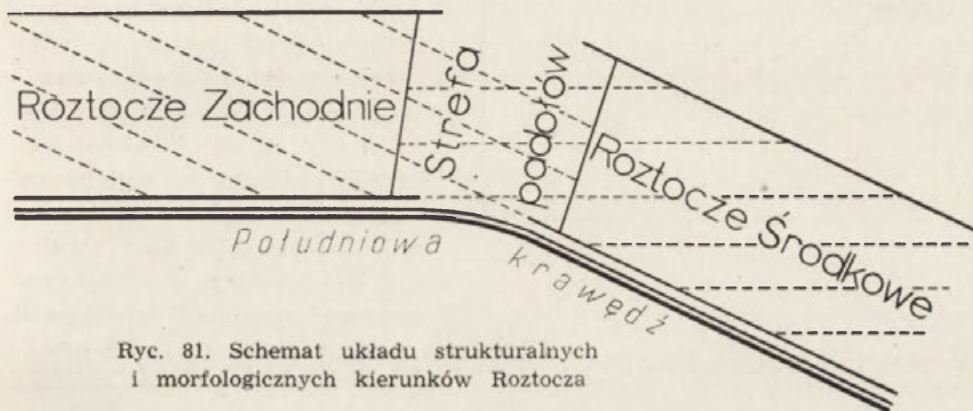 Roztocze Zachodnie
Strefa
padołów
Roztocze Środkowe
Południowa
krawędź
Ryc. 81. Schemat układu strukturalnych
i morfologicznych kierunków Roztocza